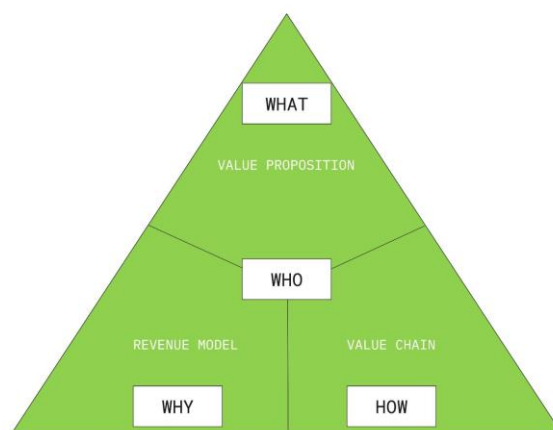 WHAT
VALUE PROPOSITION
WHO
REVENUE MODEL
VALUE CHAIN
WHY
HOW